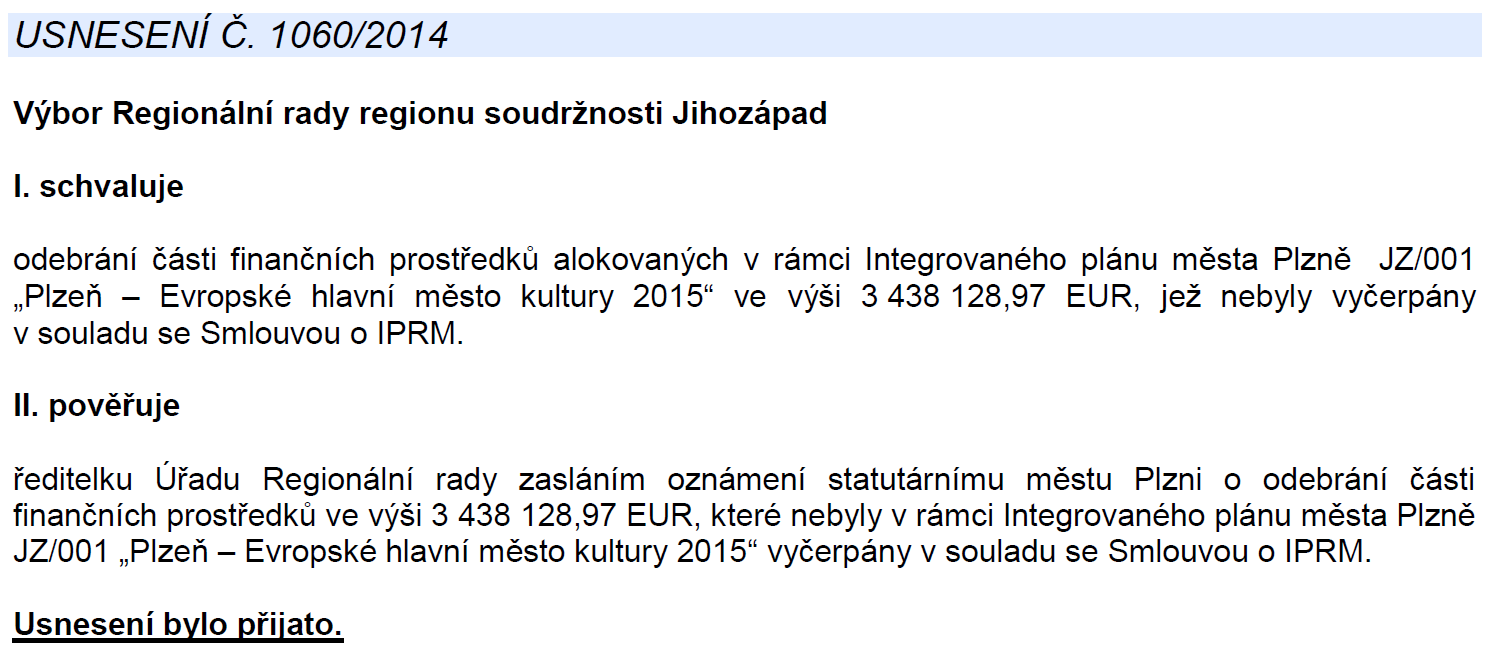 USNESENÍ Č. 1060/2014
Výbor Regionální rady regionu soudržnosti Jihozápad
I. schvaluje
odebrání části finančních prostředků alokovaných v rámci Integrovaného plánu města Plzně JZ/001
„Plzeň – Evropské hlavní město kultury 2015“ ve výši 3 438 128,97 EUR, jež nebyly vyčerpány
v souladu se Smlouvou o IPRM.
II. pověřuje
ředitelku Úřadu Regionální rady zasláním oznámení statutárnímu městu Plzni o odebrání části
finančních prostředků ve výši 3 438 128,97 EUR, které nebyly v rámci Integrovaného plánu města Plzně
JZ/001 „Plzeň – Evropské hlavní město kultury 2015“ vyčerpány v souladu se Smlouvou o IPRM.
Usnesení bylo přijato.